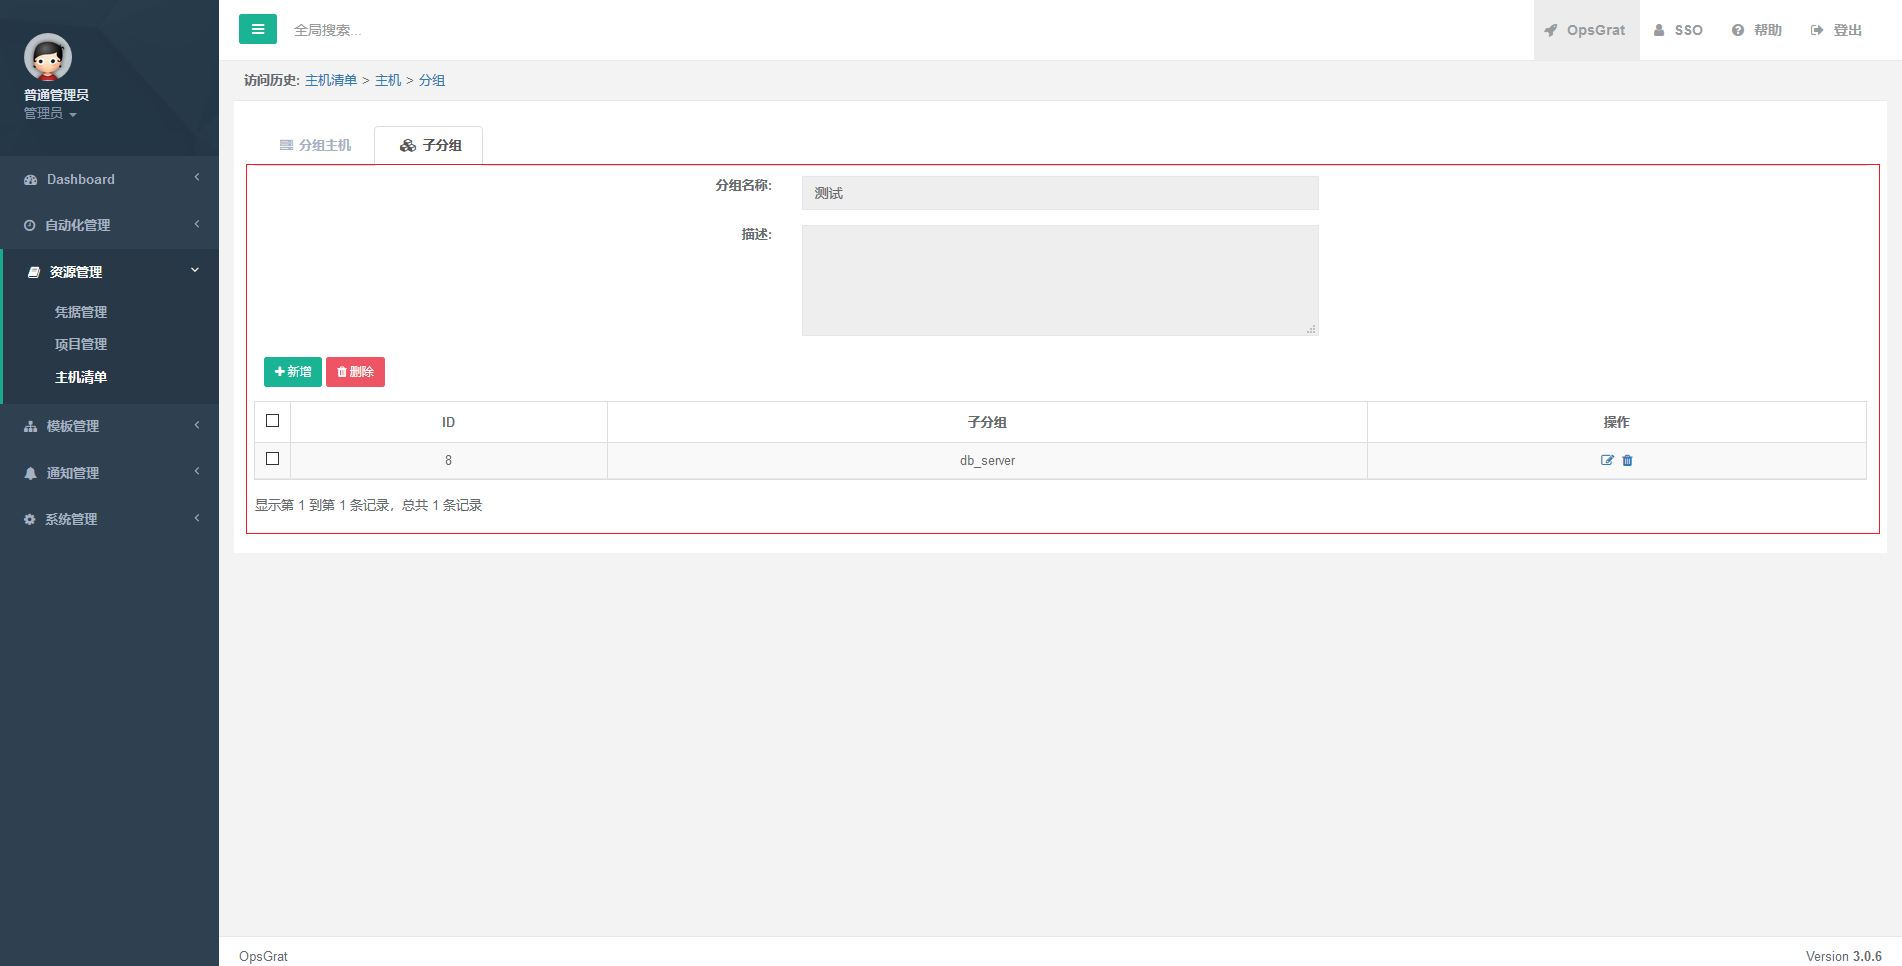 普通管理员
管理员
Dashboard
自动化管理
资源管理
凭据管理
项目管理
主机清单
模板管理
通知管理
系统管理
全局搜索...
OpsGrat
SSO
帮助
登出
访问历史: 主机清单 > 主机 > 分组
分组主机
子分组
分组名称:
测试
描述:
新增
删除
ID 子分组 操作
8 db_server
显示第 1 到第 1 条记录，总共 1 条记录
OpsGrat
Version 3.0.6